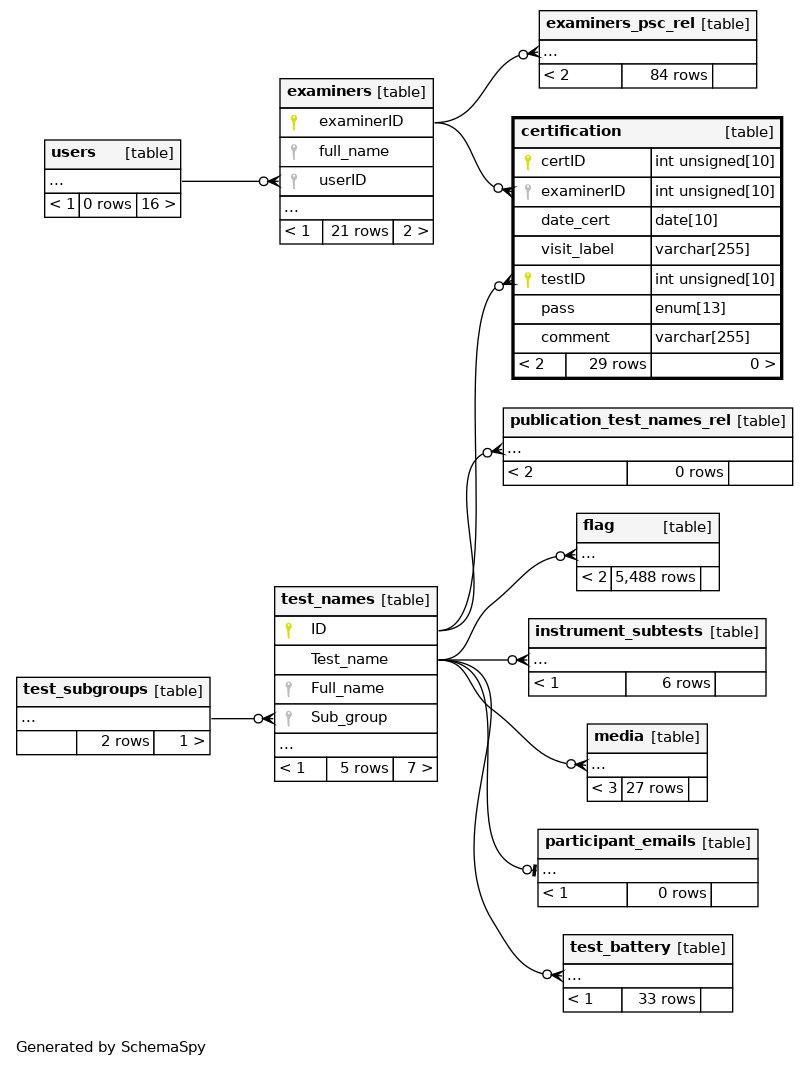 examiners_psc_rel [table]
...
< 2 84 rows
examiners [table]
examinerID
full_name
userID
...
< 1 21 rows 2 >
certification [table]
certID int unsigned[10]
examinerID int unsigned[10]
date_cert date[10]
visit_label varchar[255]
testID int unsigned[10]
pass enum[13]
comment varchar[255]
< 2 29 rows 0 >
users [table]
...
< 1 0 rows 16 >
publication_test_names_rel [table]
...
< 2 0 rows
flag [table]
...
< 2 5,488 rows
test_names [table]
ID
Test_name
Full_name
Sub_group
...
< 1 5 rows 7 >
instrument_subtests [table]
...
< 1 6 rows
test_subgroups [table]
...
2 rows 1 >
media [table]
...
< 3 27 rows
participant_emails [table]
...
< 1 0 rows
test_battery [table]
...
< 1 33 rows
Generated by SchemaSpy